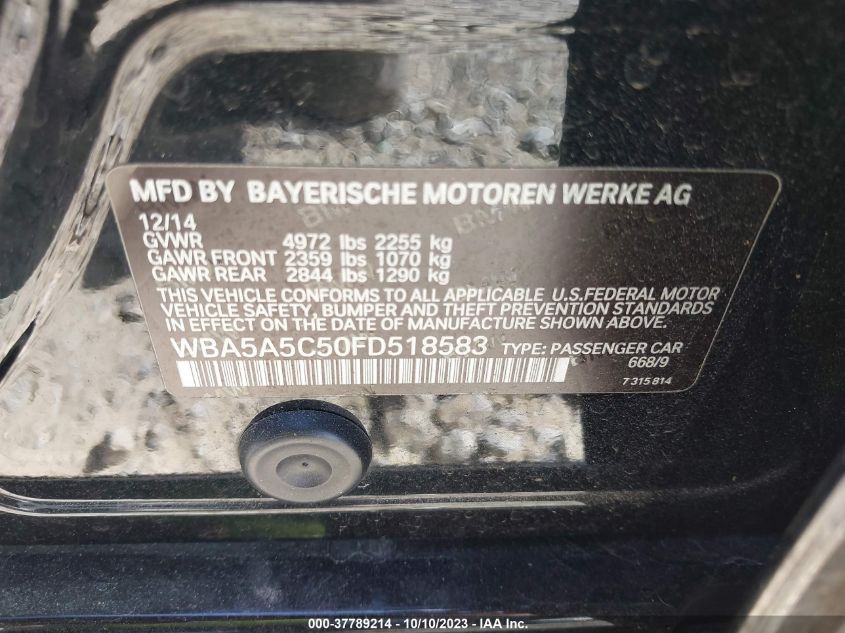 MFD BY BAYERISCHE MOTOREN WERKE AG
12/14
GVWR 4972 lbs 2255 kg
GAWR FRONT 2359 lbs 1070 kg
GAWR REAR 2844 lbs 1290 kg
THIS VEHICLE CONFORMS TO ALL APPLICABLE U.S.FEDERAL MOTOR
VEHICLE SAFETY, BUMPER AND THEFT PREVENTION STANDARDS
IN EFFECT ON THE DATE OF MANUFACTURE SHOWN ABOVE.
WBA5A5C50FD518583 TYPE: PASSENGER CAR
668/9
7 315 814
000-37789214 - 10/10/2023 - IAA Inc.